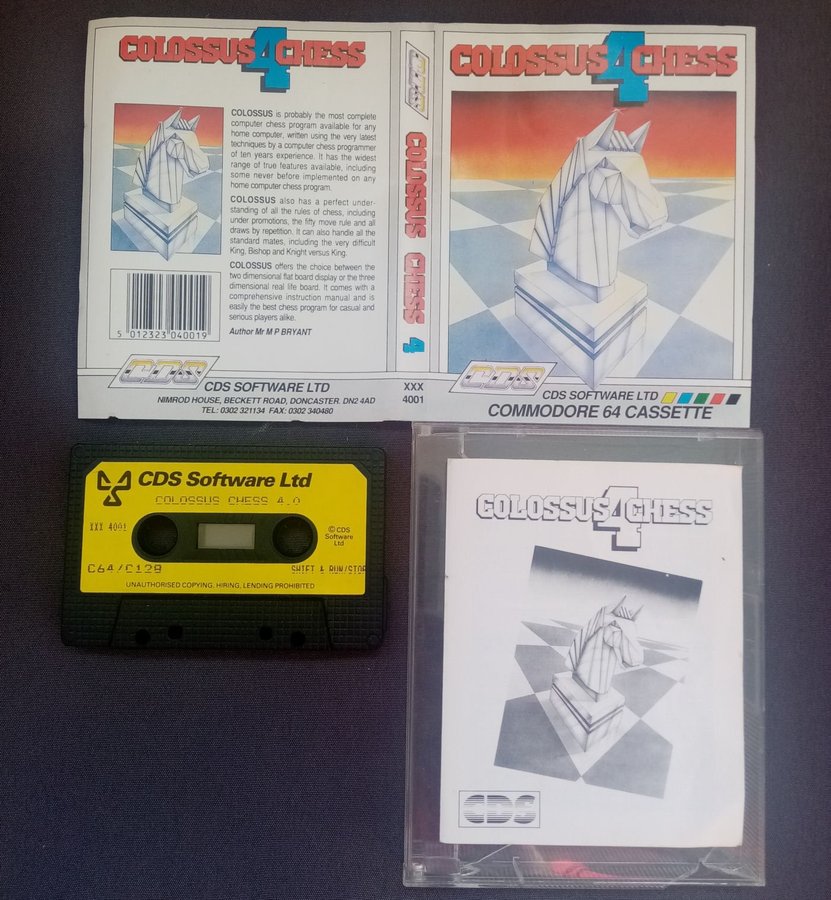 COLOSSUS 4 CHESS
COLOSSUS is probably the most complete
computer chess program available for any
home computer, written using the very latest
techniques by a computer chess programmer
of ten years experience. It has the widest
range of true features available, including
some never before implemented on any
home computer chess program.
COLOSSUS also has a perfect under-
standing of all the rules of chess, including
under promotions, the fifty move rule and all
draws by repetition. It can also handle all the
standard mates, including the very difficult
King, Bishop and Knight versus King.
COLOSSUS offers the choice between the
two dimensional flat board display or the three
dimensional real life board. It comes with a
comprehensive instruction manual and is
easily the best chess program for casual and
serious players alike.
Author Mr M P BRYANT
5 012323 040019
CDS
CDS SOFTWARE LTD
NIMROD HOUSE, BECKETT ROAD, DONCASTER. DN2 4AD
TEL: 0302 321134 FAX: 0302 340480
CDS
COLOSSUS CHESS 4
XXX
4001
COLOSSUS 4 CHESS
CDS
CDS SOFTWARE LTD
COMMODORE 64 CASSETTE
CDS Software Ltd
COLOSSUS CHESS 4.0
XXX 4001
© CDS
Software
Ltd
C64/C128
SHIFT & RUN/STOP
UNAUTHORISED COPYING, HIRING, LENDING PROHIBITED
COLOSSUS 4 CHESS
CDS